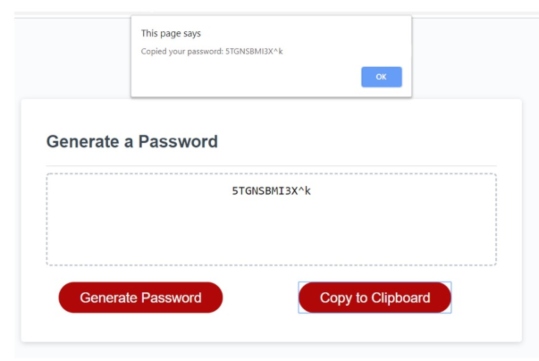 This page says
Copied your password: 5TGNSBMI3X^k
OK
Generate a Password
5TGNSBMI3X^k
Generate Password
Copy to Clipboard